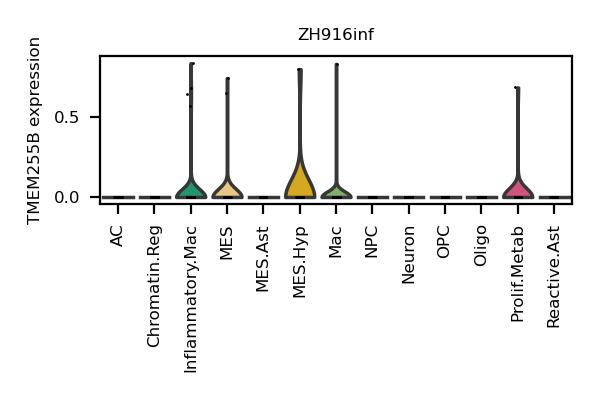 ZH916inf
TMEM255B expression
0.5
0.0
AC
Chromatin.Reg
Inflammatory.Mac
MES
MES.Ast
MES.Hyp
Mac
NPC
Neuron
OPC
Oligo
Prolif.Metab
Reactive.Ast